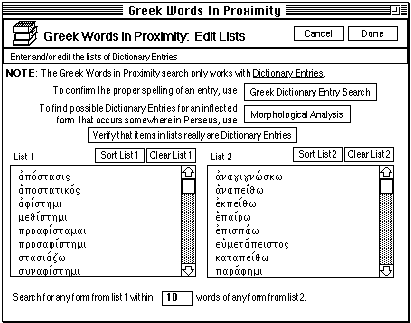 Greek Words In Proximity
Greek Words In Proximity: Edit Lists
Cancel
Done
Enter and/or edit the lists of Dictionary Entries
NOTE: The Greek Words in Proximity search only works with Dictionary Entries.
To confirm the proper spelling of an entry, use
Greek Dictionary Entry Search
To find possible Dictionary Entries for an inflected
form that occurs somewhere in Perseus, use
Morphological Analysis
Verify that items in lists really are Dictionary Entries
List 1
Sort List 1
Clear List 1
List 2
Sort List 2
Clear List 2
ἀπόστασις
ἀποστατικός
ἀφίστημι
μεθίστημι
προαφίσταμαι
προσαφίστημι
στασιάζω
συναφίστημι
ἀναγιγνώσκω
ἀναπείθω
ἐκπείθω
ἐπαίρω
ἐπισπάω
εὐμετάπειστος
καταπείθω
παράφημι
Search for any form from list 1 within
10
words of any form from list 2.